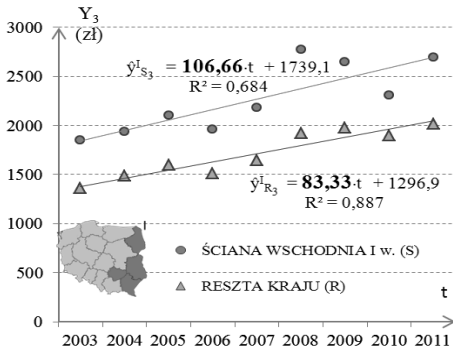 Y₃
(zł)
3000
2500
2000
1500
1000
500
0
ŷᴵS₃ = 106,66·t + 1739,1
R² = 0,684
ŷᴵR₃ = 83,33·t + 1296,9
R² = 0,887
I
ŚCIANA WSCHODNIA I w. (S)
RESZTA KRAJU (R)
t
2003 2004 2005 2006 2007 2008 2009 2010 2011